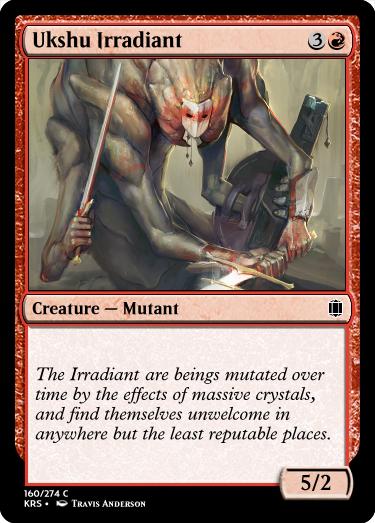 Ukshu Irradiant 3
Creature — Mutant
The Irradiant are beings mutated over
time by the effects of massive crystals,
and find themselves unwelcome in
anywhere but the least reputable places.
5/2
160/274 C
KRS • Travis Anderson